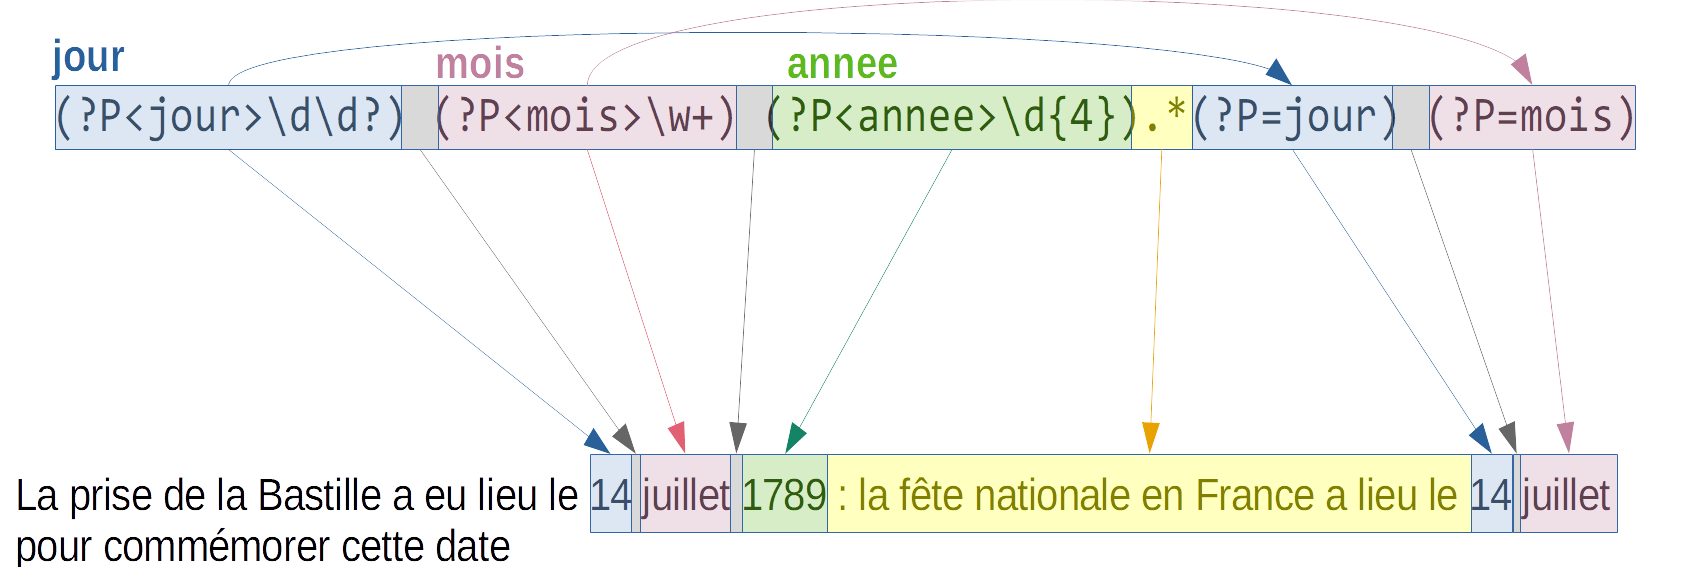 jour mois annee
(?P<jour>\d\d?) (?P<mois>\w+) (?P<annee>\d{4}).*(?P=jour) (?P=mois)
La prise de la Bastille a eu lieu le 14 juillet 1789 : la fête nationale en France a lieu le 14 juillet
pour commémorer cette date